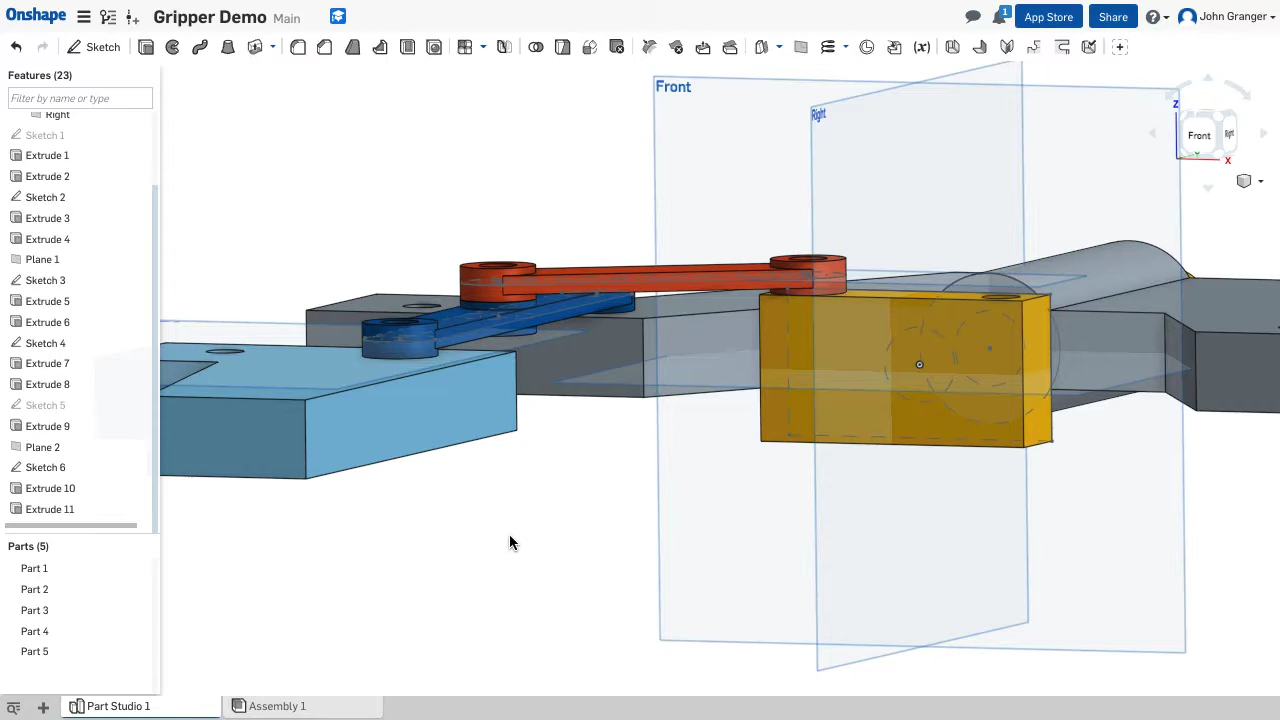 Onshape Gripper Demo Main 1 App Store Share John Granger
Sketch (x)
Features (23)
Filter by name or type
Right
Sketch 1
Extrude 1
Extrude 2
Sketch 2
Extrude 3
Extrude 4
Plane 1
Sketch 3
Extrude 5
Extrude 6
Sketch 4
Extrude 7
Extrude 8
Sketch 5
Extrude 9
Plane 2
Sketch 6
Extrude 10
Extrude 11
Parts (5)
Part 1
Part 2
Part 3
Part 4
Part 5
Front
Right
Z
Front Right
X
Part Studio 1 Assembly 1